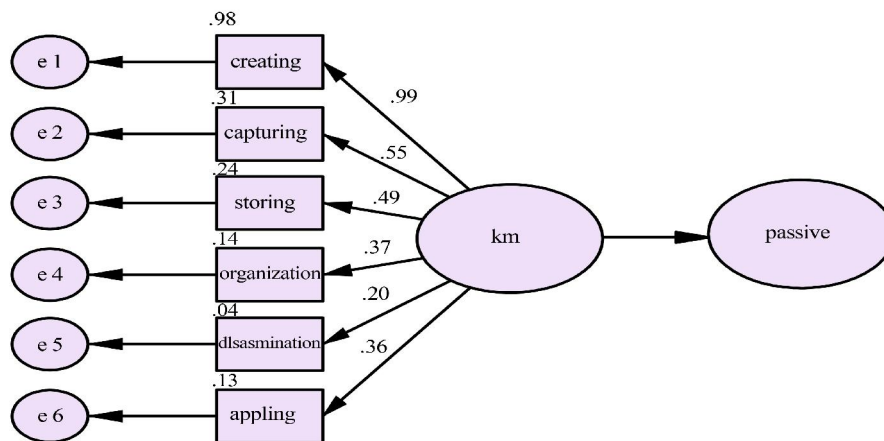 .98
e 1
creating
.99
.31
e 2
capturing
.55
.24
e 3
storing
.49
km
passive
.14
e 4
organization
.37
.04
e 5
dlsasmination
.20
.13
e 6
appling
.36